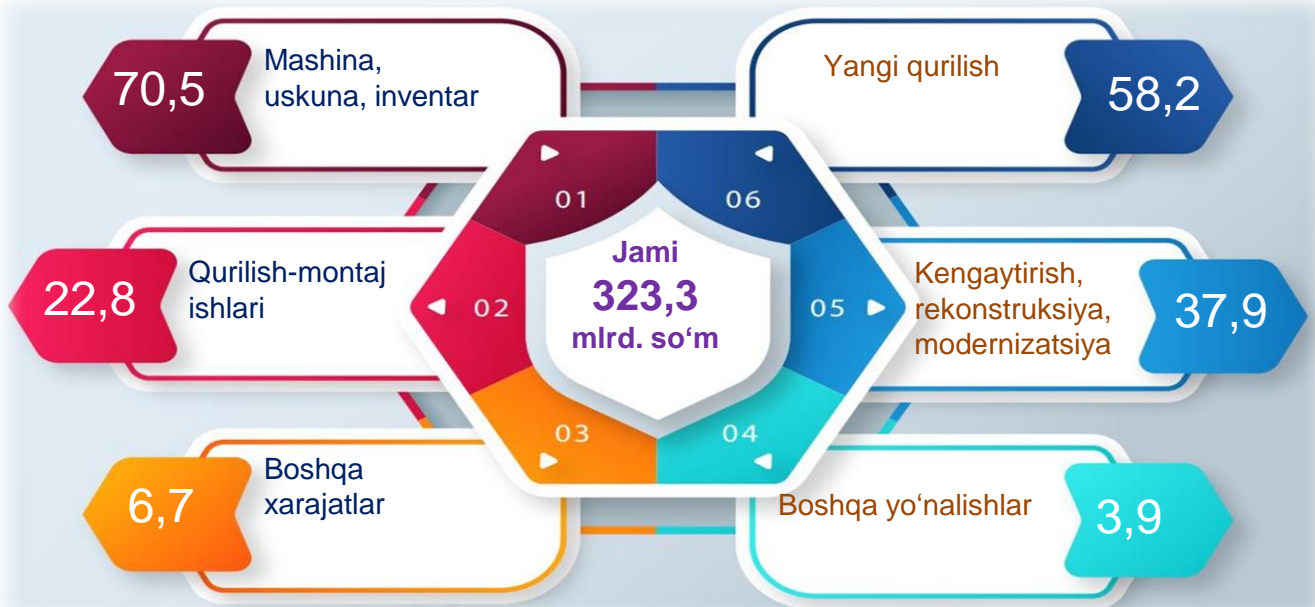 70,5
Mashina,
uskuna, inventar
Yangi qurilish
58,2
01
06
22,8
Qurilish-montaj
ishlari
02
Jami
323,3
mlrd. so‘m
05
Kengaytirish,
rekonstruksiya,
modernizatsiya
37,9
03
04
6,7
Boshqa
xarajatlar
Boshqa yo‘nalishlar
3,9